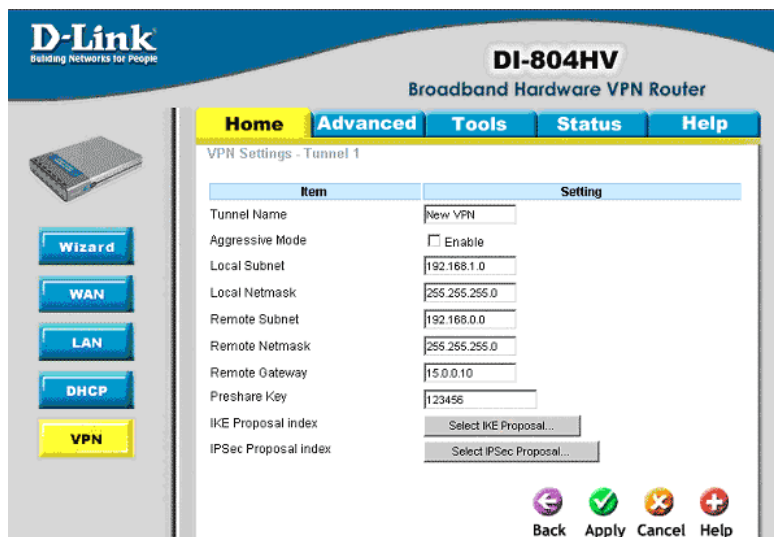 D-Link
Building Networks for People
DI-804HV
Broadband Hardware VPN Router
Home Advanced Tools Status Help
VPN Settings - Tunnel 1
Item Setting
Tunnel Name New VPN
Aggressive Mode Enable
Local Subnet 192.168.1.0
Local Netmask 255.255.255.0
Remote Subnet 192.168.0.0
Remote Netmask 255.255.255.0
Remote Gateway 15.0.0.10
Preshare Key 123456
IKE Proposal index Select IKE Proposal...
IPSec Proposal index Select IPSec Proposal...
Wizard
WAN
LAN
DHCP
VPN
Back Apply Cancel Help